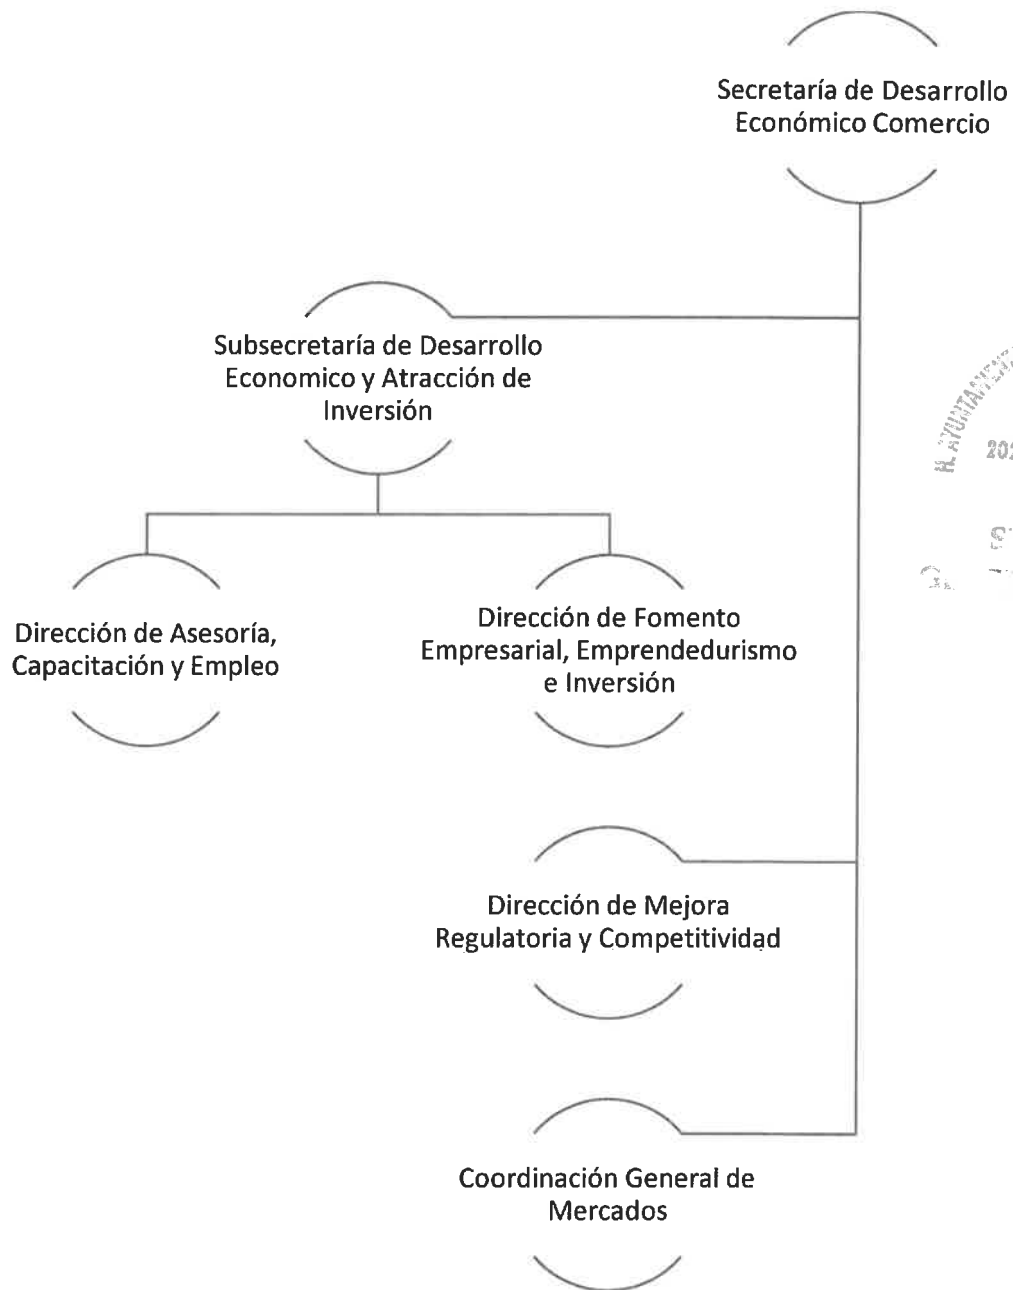 Secretaría de Desarrollo
Económico Comercio
Subsecretaría de Desarrollo
Economico y Atracción de
Inversión
H. AYUNTAMIENTO
Dirección de Asesoría,
Capacitación y Empleo
Dirección de Fomento
Empresarial, Emprendedurismo
e Inversión
Dirección de Mejora
Regulatoria y Competitividad
Coordinación General de
Mercados